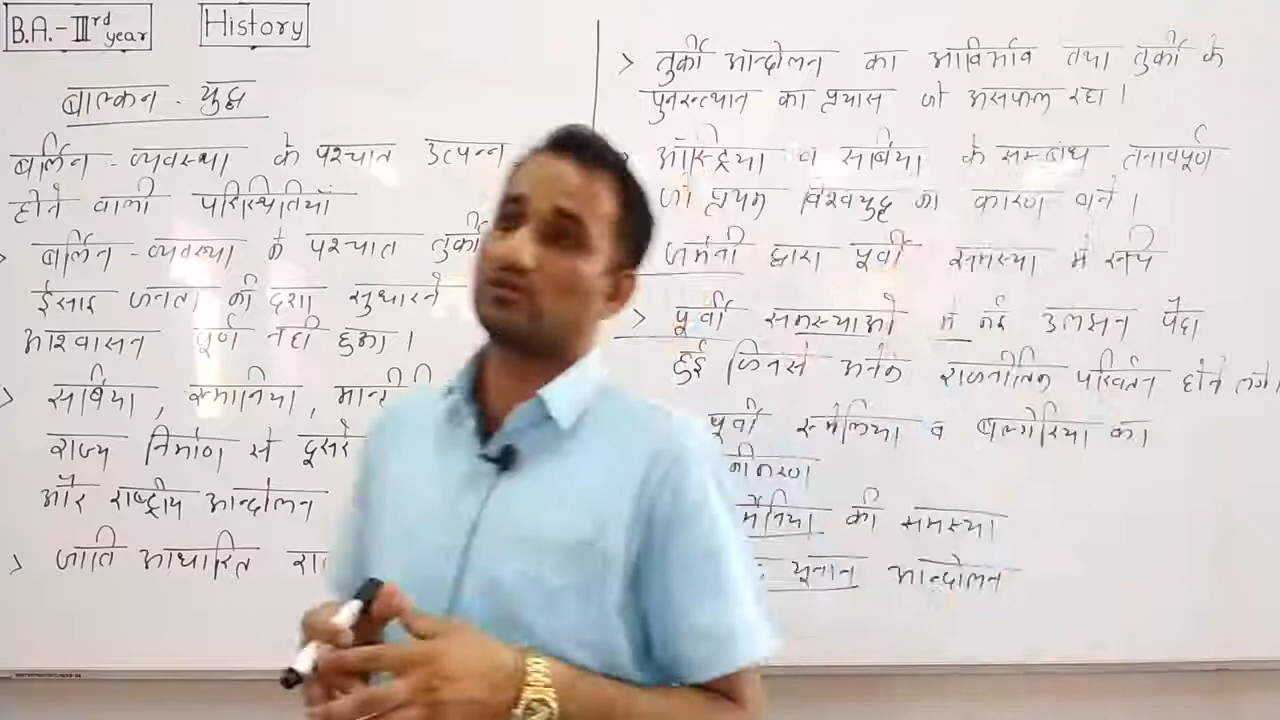 B.A.-IIIrd year
History
बाल्कन - युद्ध
बर्लिन - व्यवस्था के पश्चात उत्पन्न
होने वाली परिस्थितियाँ
बर्लिन - व्यवस्था के पश्चात तुर्की
ईसाई जनता की दशा सुधारने
आश्वासन पूर्ण नहीं हुआ।
> सर्बिया, रुमानिया,
राज्य निर्माण से दूसरे
और राष्ट्रीय आन्दोलन
> जाति आधारित
> तुर्की आन्दोलन का आविर्भाव तथा तुर्की के
पुनरुत्थान का प्रयास जो असफल रहा।
ऑस्ट्रिया व सर्बिया के सम्बंध तनावपूर्ण
जो प्रथम विश्वयुद्ध का कारण बने।
जर्मनी द्वारा पूर्वी समस्या में रूचि
> पूर्वी समस्याओं में नई उलझन पैदा
हुई जिनसे अनेक राजनीतिक परिवर्तन होने लगे
पूर्वी रुमेलिया व बल्गेरिया का
की समस्या
: यूनान आन्दोलन